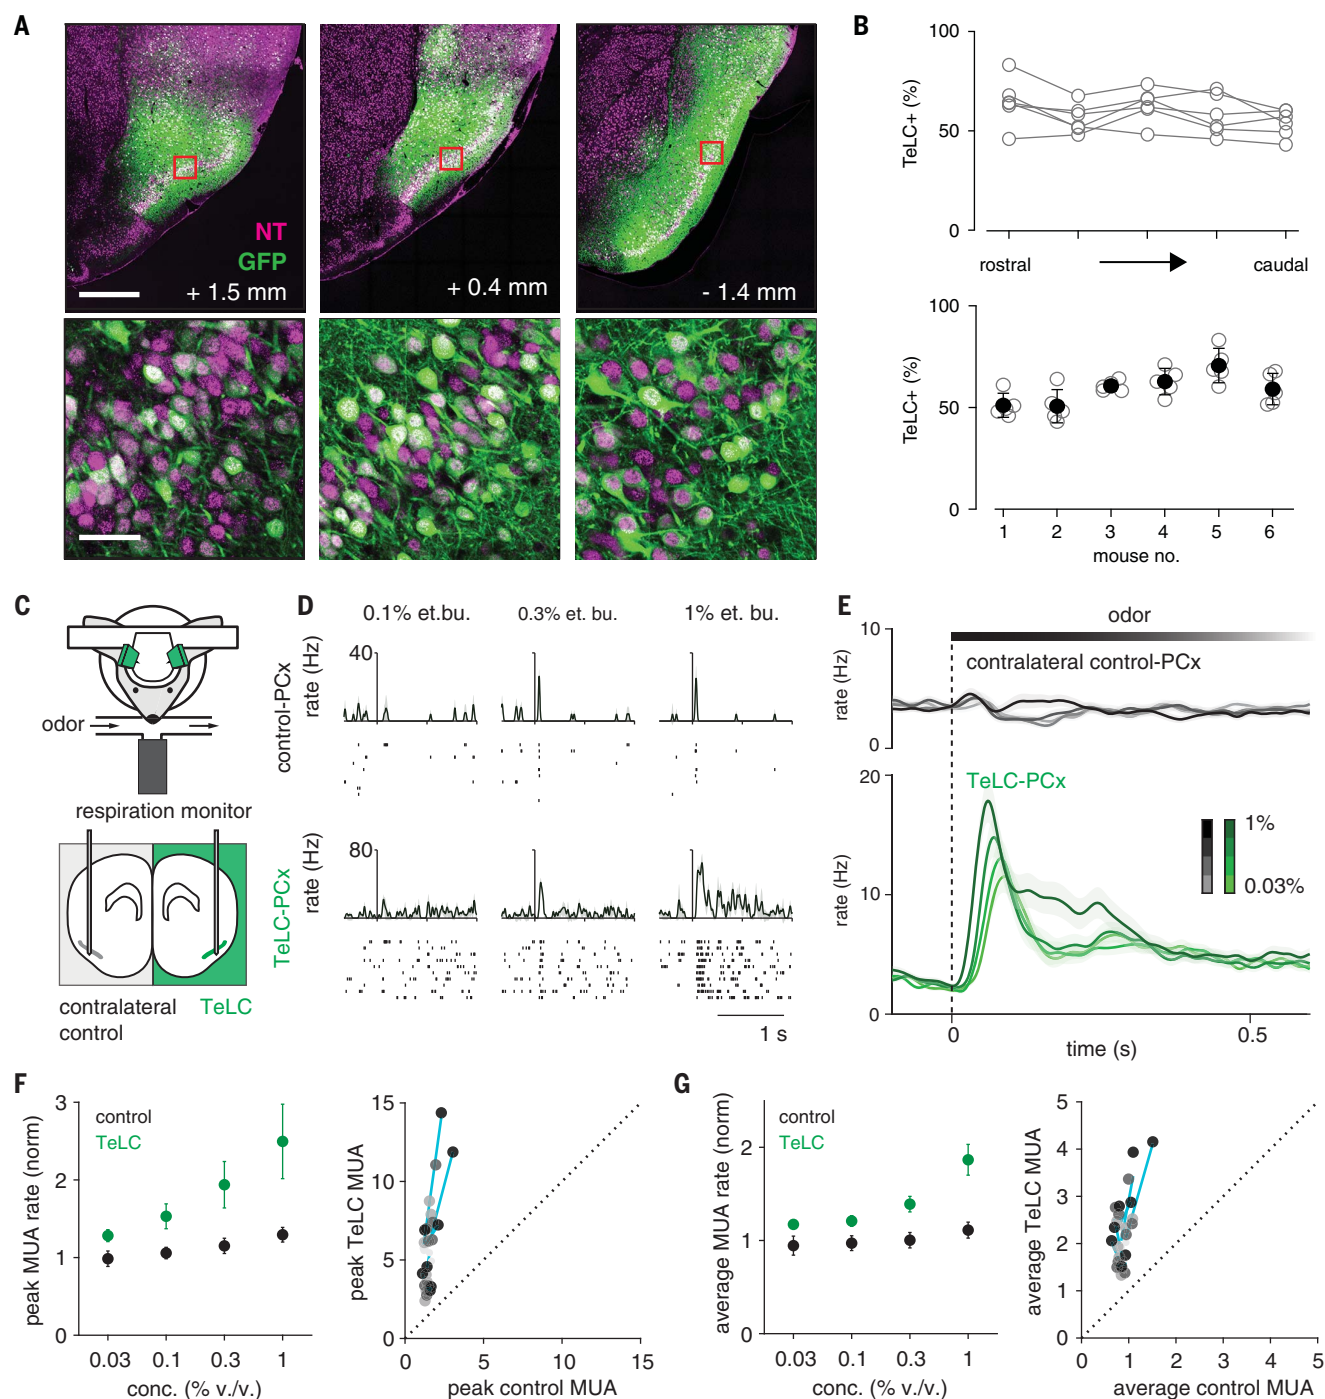 A
NT
GFP
+ 1.5 mm
+ 0.4 mm
- 1.4 mm
B
100
50
0
TeLC+ (%)
rostral
caudal
100
50
0
TeLC+ (%)
1 2 3 4 5 6
mouse no.
C
odor
respiration monitor
contralateral control
TeLC
D
0.1% et.bu.
0.3% et. bu.
1% et. bu.
control-PCx
rate (Hz)
40
0
TeLC-PCx
rate (Hz)
80
0
1 s
E
odor
10
0
rate (Hz)
contralateral control-PCx
20
10
0
rate (Hz)
TeLC-PCx
1%
0.03%
0 0.5
time (s)
F
3
2
1
0
peak MUA rate (norm)
control
TeLC
0.03 0.1 0.3 1
conc. (% v./v.)
15
10
5
0
peak TeLC MUA
0 5 10 15
peak control MUA
G
2
1
0
average MUA rate (norm)
control
TeLC
0.03 0.1 0.3 1
conc. (% v./v.)
5
4
3
2
1
0
average TeLC MUA
0 1 2 3 4 5
average control MUA